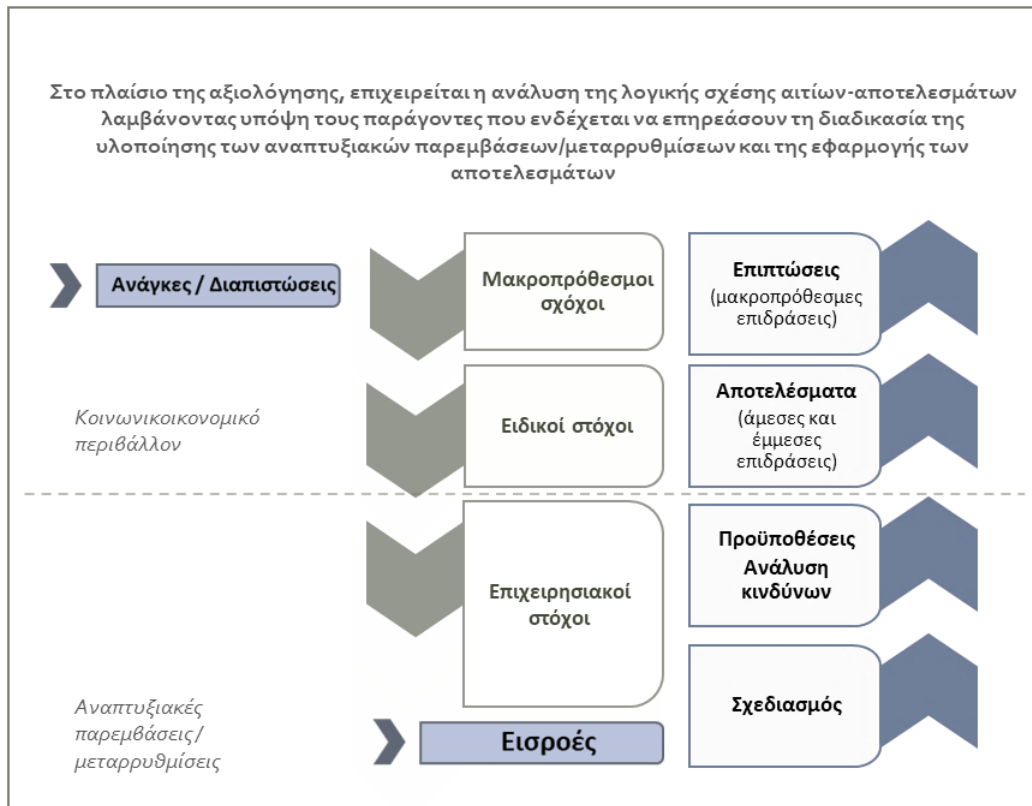 Στο πλαίσιο της αξιολόγησης, επιχειρείται η ανάλυση της λογικής σχέσης αιτίων-αποτελεσμάτων
λαμβάνοντας υπόψη τους παράγοντες που ενδέχεται να επηρεάσουν τη διαδικασία της
υλοποίησης των αναπτυξιακών παρεμβάσεων/μεταρρυθμίσεων και της εφαρμογής των
αποτελεσμάτων
Ανάγκες / Διαπιστώσεις
Μακροπρόθεσμοι
σχόχοι
Επιπτώσεις
(μακροπρόθεσμες
επιδράσεις)
Κοινωνικοικονομικό
περιβάλλον
Ειδικοί στόχοι
Αποτελέσματα
(άμεσες και
έμμεσες
επιδράσεις)
Επιχειρησιακοί
στόχοι
Προϋποθέσεις
Ανάλυση
κινδύνων
Αναπτυξιακές
παρεμβάσεις/
μεταρρυθμίσεις
Εισροές
Σχεδιασμός